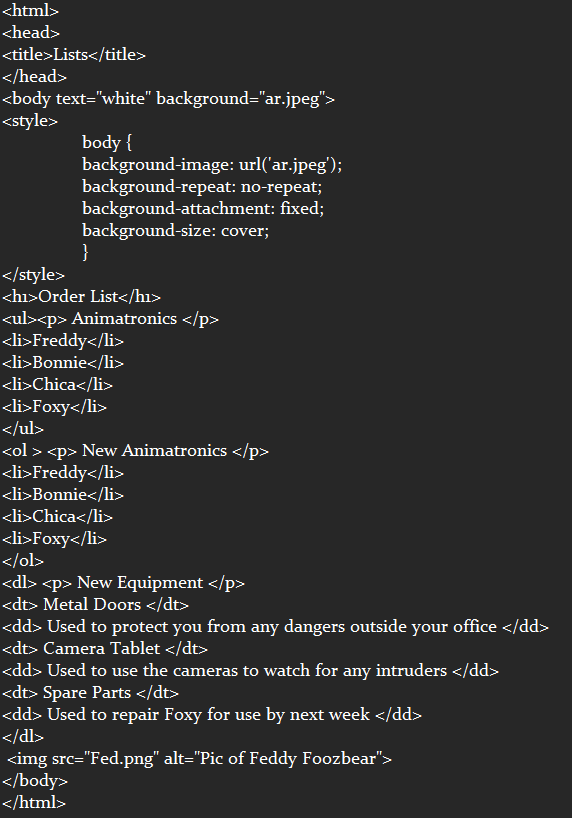 <html>
<head>
<title>Lists</title>
</head>
<body text="white" background="ar.jpeg">
<style>
body {
background-image: url('ar.jpeg');
background-repeat: no-repeat;
background-attachment: fixed;
background-size: cover;
}
</style>
<h1>Order List</h1>
<ul><p> Animatronics </p>
<li>Freddy</li>
<li>Bonnie</li>
<li>Chica</li>
<li>Foxy</li>
</ul>
<ol > <p> New Animatronics </p>
<li>Freddy</li>
<li>Bonnie</li>
<li>Chica</li>
<li>Foxy</li>
</ol>
<dl> <p> New Equipment </p>
<dt> Metal Doors </dt>
<dd> Used to protect you from any dangers outside your office </dd>
<dt> Camera Tablet </dt>
<dd> Used to use the cameras to watch for any intruders </dd>
<dt> Spare Parts </dt>
<dd> Used to repair Foxy for use by next week </dd>
</dl>
<img src="Fed.png" alt="Pic of Feddy Foozbear">
</body>
</html>